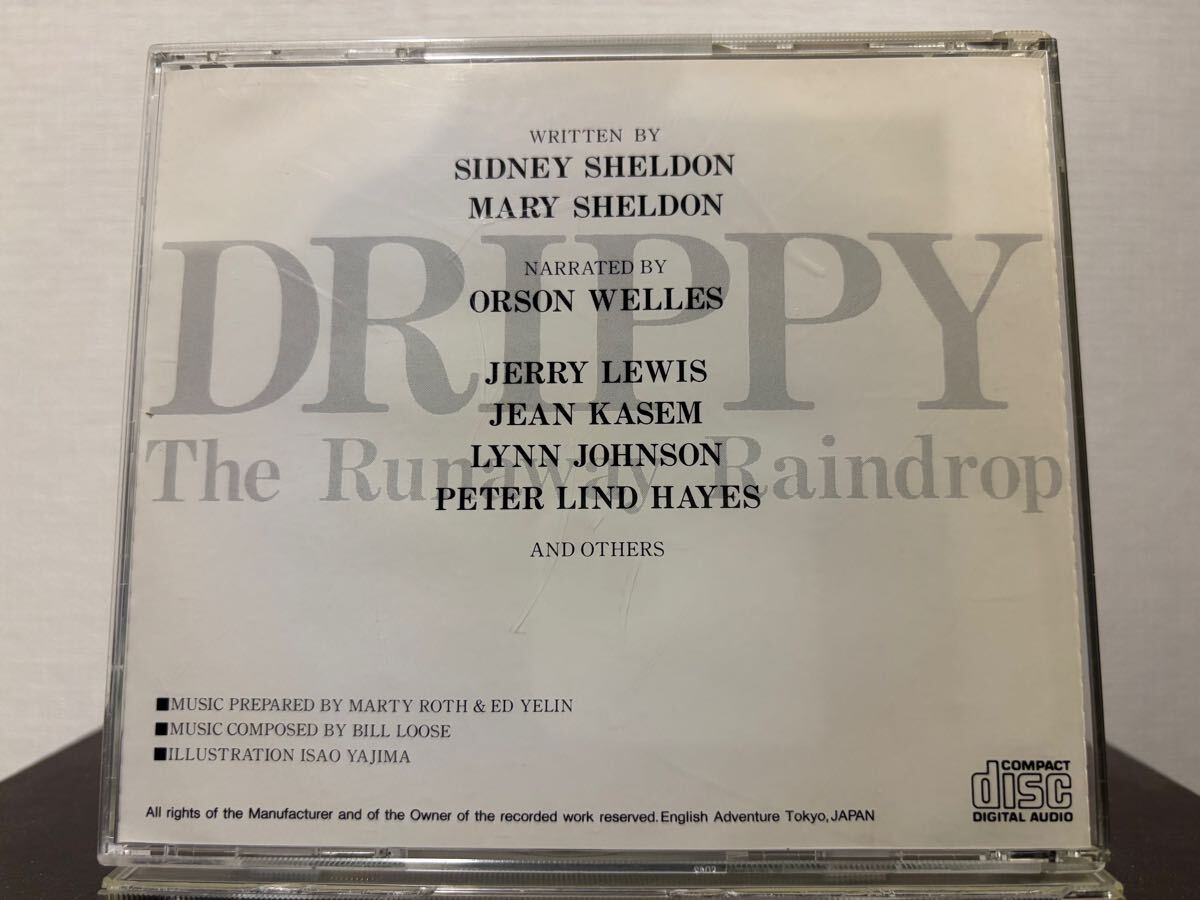 WRITTEN BY
SIDNEY SHELDON
MARY SHELDON
DRIPPY
NARRATED BY
ORSON WELLES
JERRY LEWIS
JEAN KASEM
The Runaway Raindrop
LYNN JOHNSON
PETER LIND HAYES
AND OTHERS
■MUSIC PREPARED BY MARTY ROTH & ED YELIN
■MUSIC COMPOSED BY BILL LOOSE
■ILLUSTRATION ISAO YAJIMA
COMPACT
disc
DIGITAL AUDIO
All rights of the Manufacturer and of the Owner of the recorded work reserved. English Adventure Tokyo, JAPAN